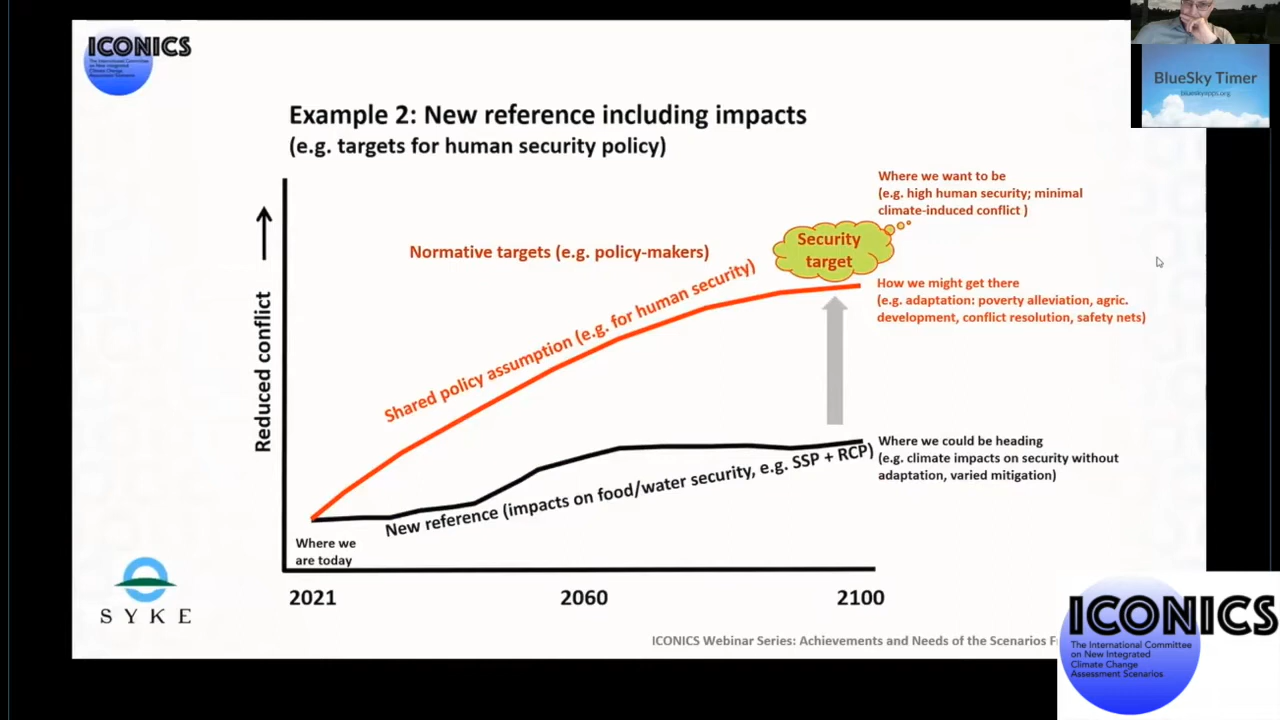 ICONICS
The International Committee
on New Integrated
Climate Change
Assessment Scenarios
BlueSky Timer
blueskyapps.org
Example 2: New reference including impacts
(e.g. targets for human security policy)
Where we want to be
(e.g. high human security; minimal
climate-induced conflict )
Normative targets (e.g. policy-makers)
Security
target
How we might get there
(e.g. adaptation: poverty alleviation, agric.
development, conflict resolution, safety nets)
Shared policy assumption (e.g. for human security)
Reduced conflict
Where we could be heading
(e.g. climate impacts on security without
adaptation, varied mitigation)
New reference (impacts on food/water security, e.g. SSP + RCP)
Where we
are today
2021
2060
2100
SYKE
ICONICS Webinar Series: Achievements and Needs of the Scenarios
ICONICS
The International Committee
on New Integrated
Climate Change
Assessment Scenarios